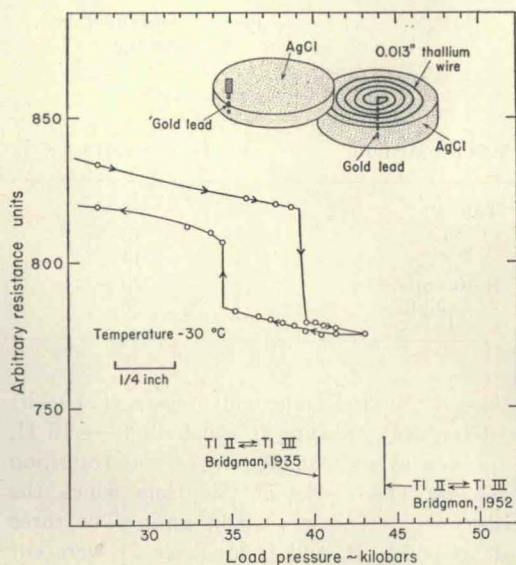 AgCl
0.013" thallium
wire
Gold lead
AgCl
Gold lead
850
800
750
Arbitrary resistance units
Temperature -30 °C
1/4 inch
Tl II ⇌ Tl III
Bridgman, 1935
Tl II ⇌ Tl III
Bridgman, 1952
30
35
40
45
50
Load pressure ~ kilobars